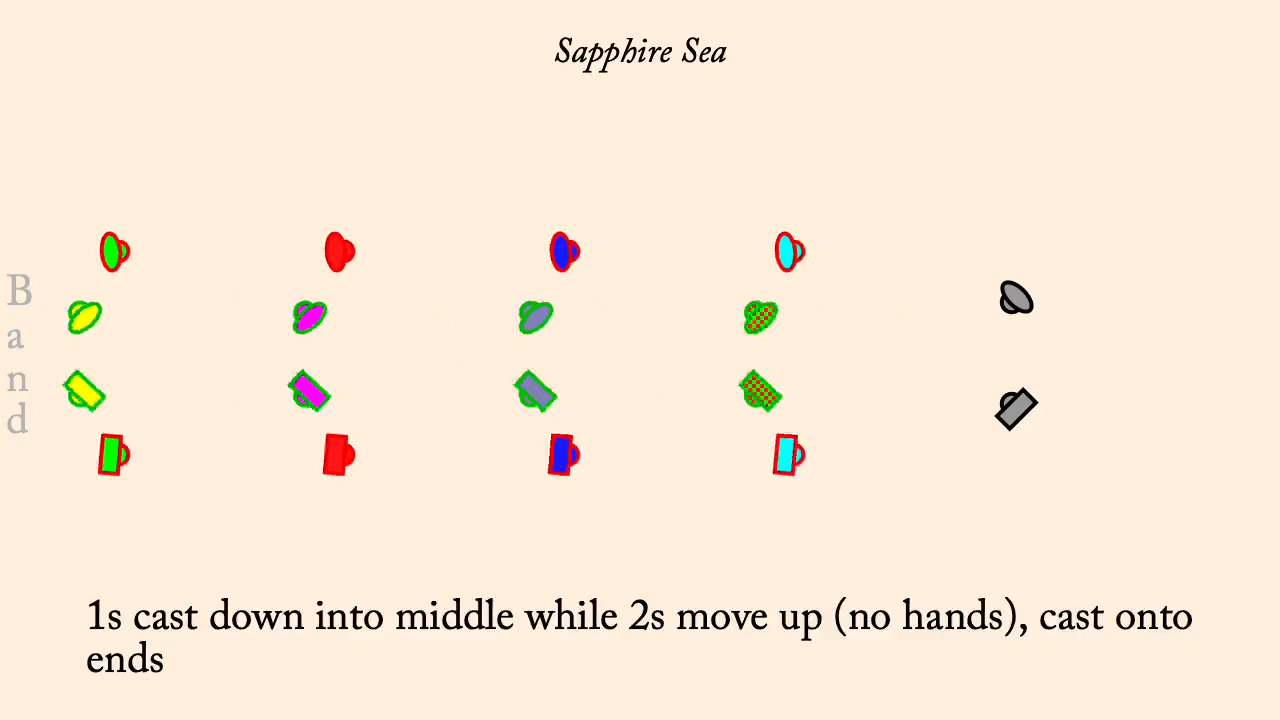 Sapphire Sea
B
a
n
d
1s cast down into middle while 2s move up (no hands), cast onto
ends